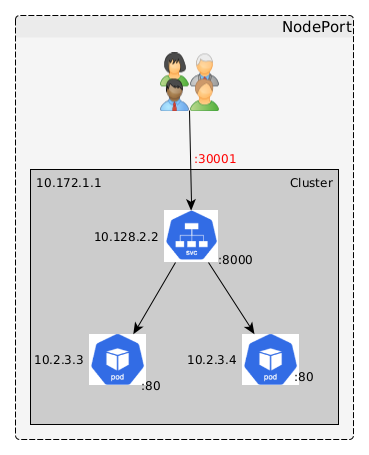 NodePort
:30001
10.172.1.1
Cluster
10.128.2.2
svc
:8000
10.2.3.3
pod
:80
10.2.3.4
pod
:80